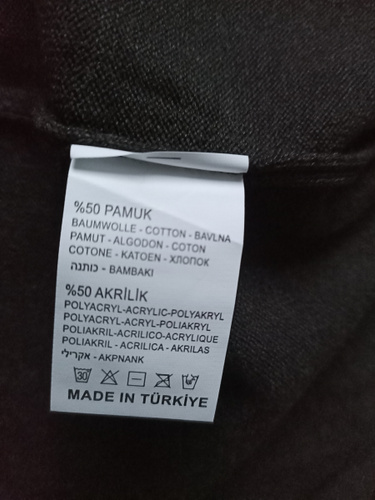 %50 PAMUK
BAUMWOLLE - COTTON - BAVLNA
PAMUT - ALGODON - COTON
COTONE - KATOEN - ХЛОПОК
כותנה - BAMBAKI
%50 AKRİLİK
POLYACRYL-ACRYLIC-POLYAKRYL
POLYACRYL-ACRYL-POLIAKRYL
POLIAKRIL-ACRILICO-ACRYLIQUE
POLIAKRIL - ACRILICA - AKRILAS
אקרילי - AKPNANK
30
MADE IN TÜRKİYE